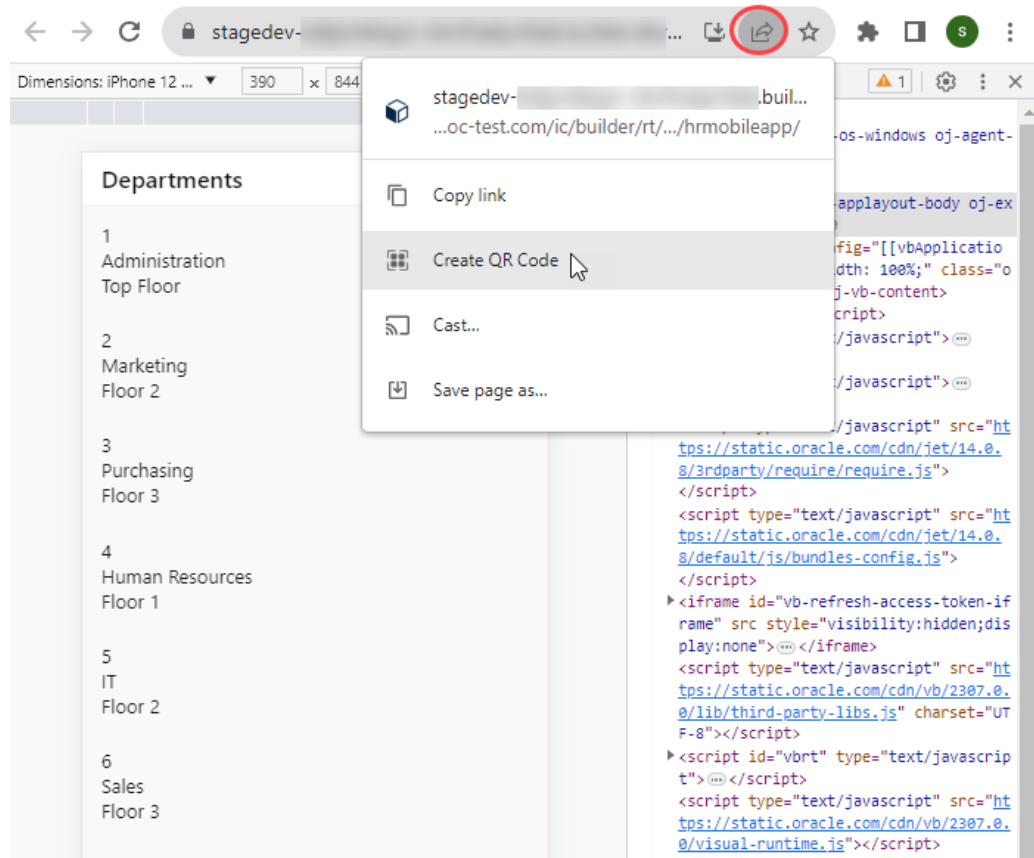 stagedev- ...
S
Dimensions: iPhone 12 ... ▼ 390 x 844
1
stagedev- .buil...
...oc-test.com/ic/builder/rt/.../hrmobileapp/
Copy link
Create QR Code
Cast...
Save page as...
Departments
1
Administration
Top Floor
2
Marketing
Floor 2
3
Purchasing
Floor 3
4
Human Resources
Floor 1
5
IT
Floor 2
6
Sales
Floor 3
-os-windows oj-agent-
-applayout-body oj-ex
fig="[[vbApplicatio
dth: 100%;" class="o
j-vb-content>
cript>
/javascript">
/javascript">
/javascript" src="ht
tps://static.oracle.com/cdn/jet/14.0.
8/3rdparty/require/require.js">
</script>
<script type="text/javascript" src="ht
tps://static.oracle.com/cdn/jet/14.0.
8/default/js/bundles-config.js">
</script>
<iframe id="vb-refresh-access-token-if
rame" src style="visibility:hidden;dis
play:none"> ... </iframe>
<script type="text/javascript" src="ht
tps://static.oracle.com/cdn/vb/2307.0.
0/lib/third-party-libs.js" charset="UT
F-8"></script>
<script id="vbrt" type="text/javascrip
t"> ... </script>
<script type="text/javascript" src="ht
tps://static.oracle.com/cdn/vb/2307.0.
0/visual-runtime.js"></script>